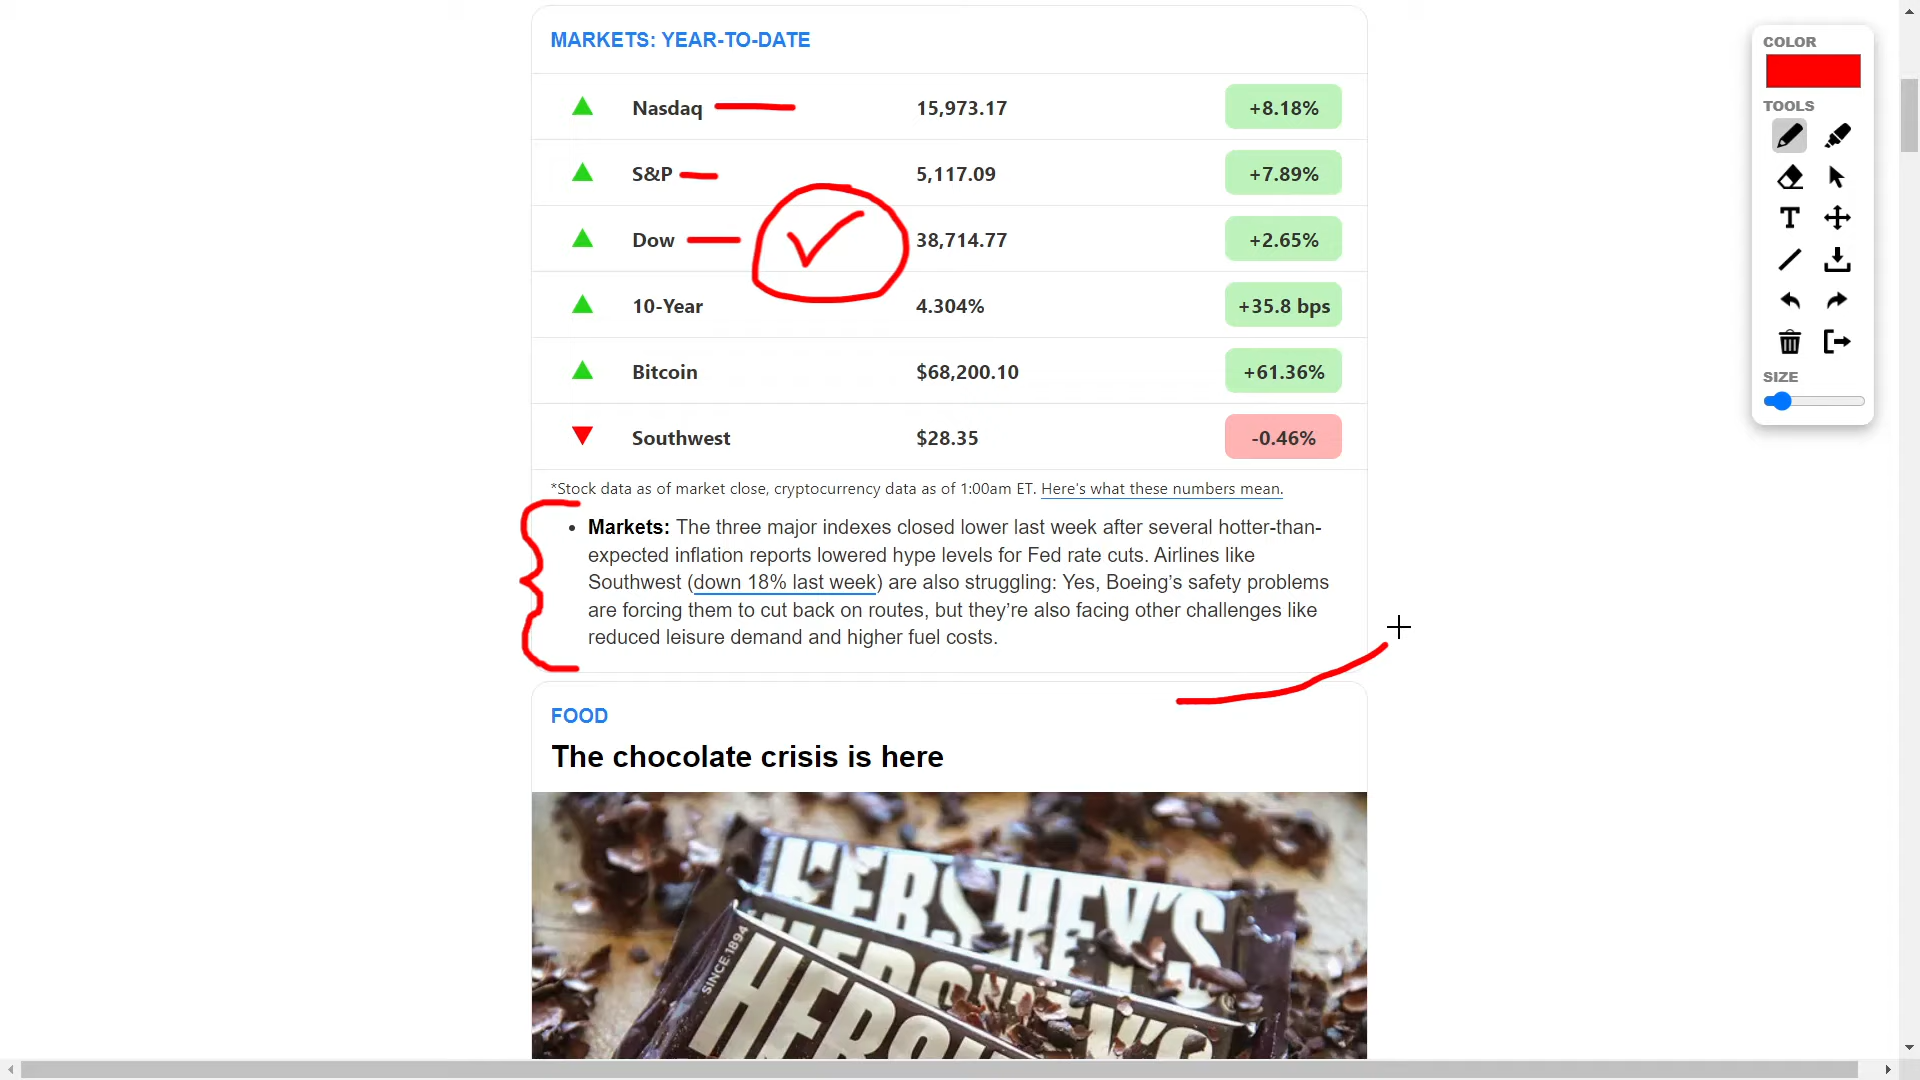 MARKETS: YEAR-TO-DATE
Nasdaq 15,973.17 +8.18%
S&P 5,117.09 +7.89%
Dow 38,714.77 +2.65%
10-Year 4.304% +35.8 bps
Bitcoin $68,200.10 +61.36%
Southwest $28.35 -0.46%
*Stock data as of market close, cryptocurrency data as of 1:00am ET. Here's what these numbers mean.
• Markets: The three major indexes closed lower last week after several hotter-than-
expected inflation reports lowered hype levels for Fed rate cuts. Airlines like
Southwest (down 18% last week) are also struggling: Yes, Boeing’s safety problems
are forcing them to cut back on routes, but they’re also facing other challenges like
reduced leisure demand and higher fuel costs.
FOOD
The chocolate crisis is here
HERSHEY'S
SINCE 1894
COLOR
TOOLS
T
SIZE